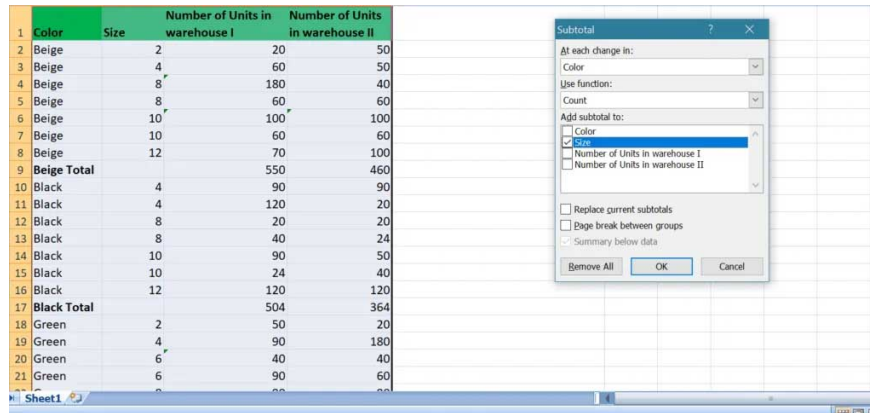 Number of Units in Number of Units
1 Color Size warehouse I in warehouse II
2 Beige 2 20 50
3 Beige 4 60 50
4 Beige 8 180 40
5 Beige 8 60 60
6 Beige 10 100 100
7 Beige 10 60 60
8 Beige 12 70 100
9 Beige Total 550 460
10 Black 4 90 90
11 Black 4 120 20
12 Black 8 20 20
13 Black 8 40 24
14 Black 10 90 50
15 Black 10 24 40
16 Black 12 120 120
17 Black Total 504 364
18 Green 2 50 20
19 Green 4 90 180
20 Green 6 40 40
21 Green 6 90 60
Sheet1
Subtotal ?
At each change in:
Color
Use function:
Count
Add subtotal to:
Color
Size
Number of Units in warehouse I
Number of Units in warehouse II
Replace current subtotals
Page break between groups
Summary below data
Remove All OK Cancel